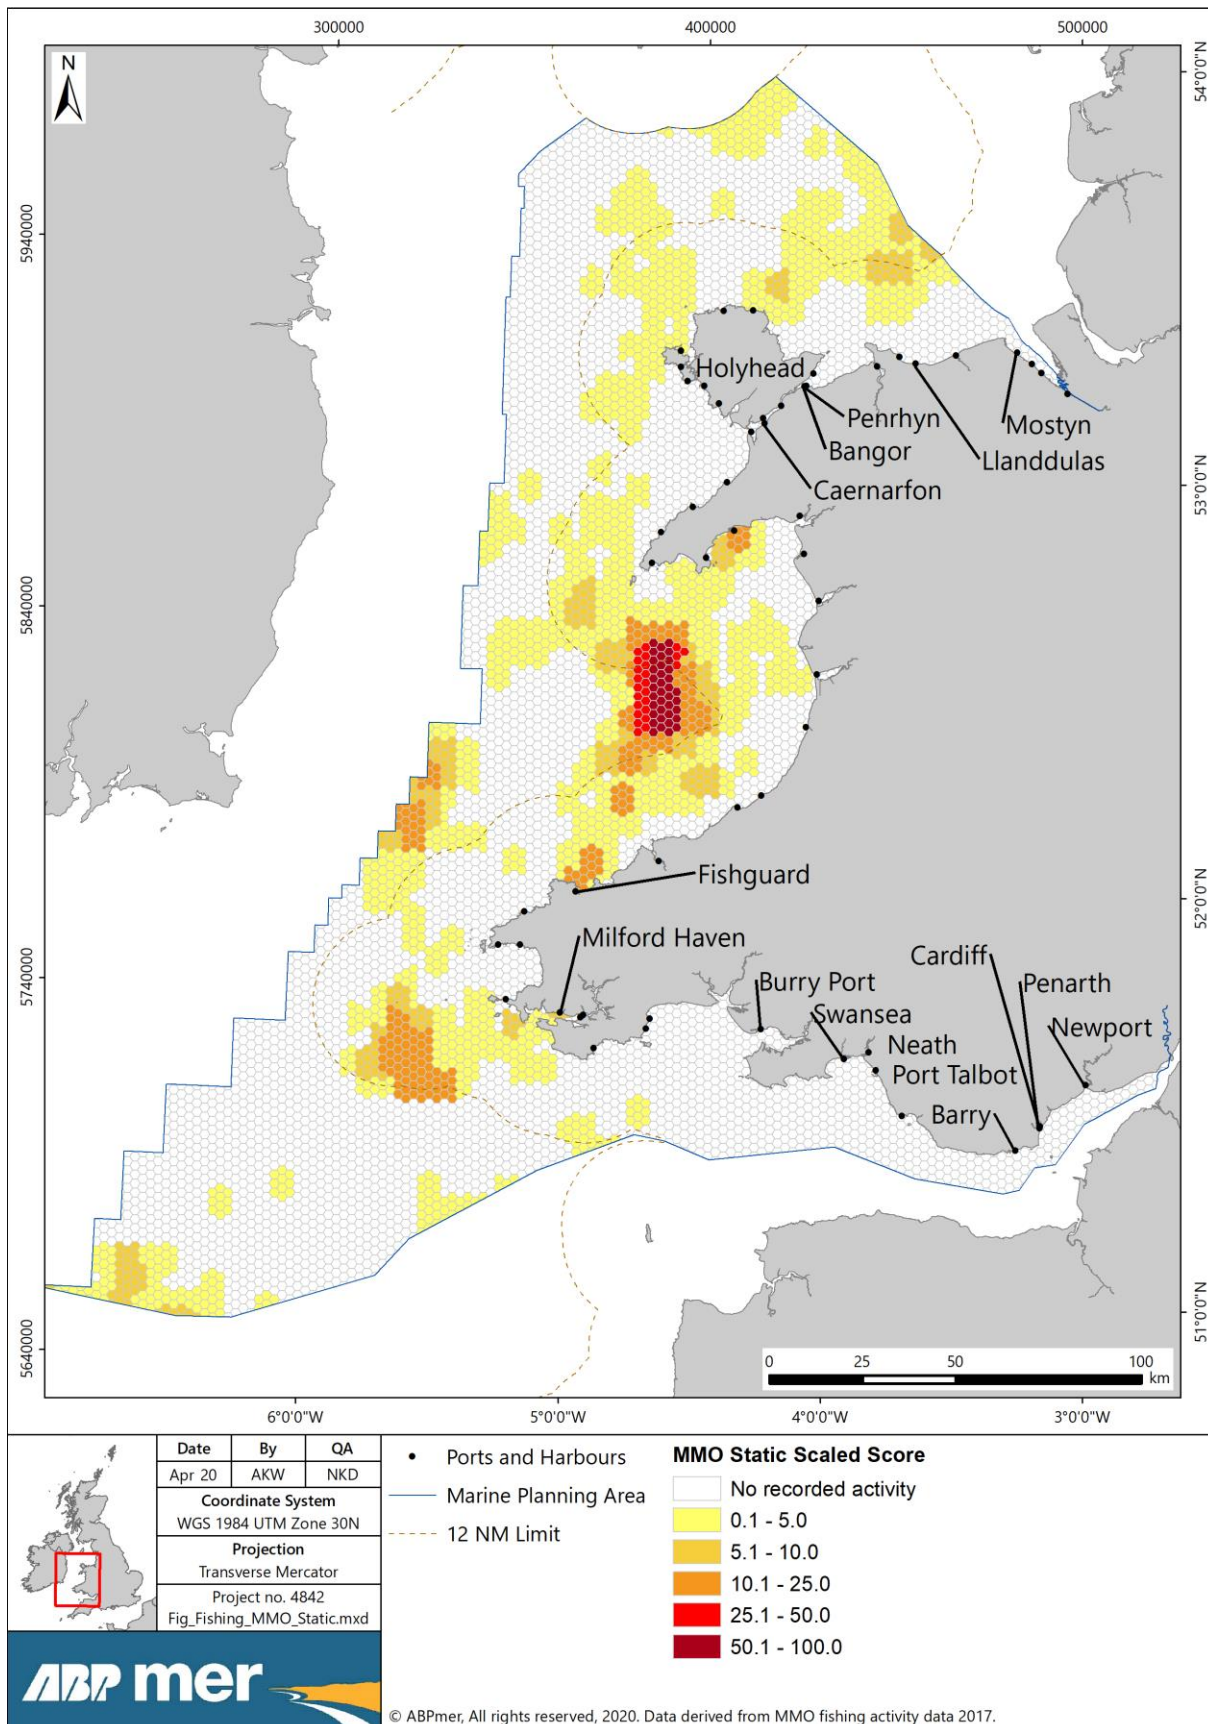 300000
400000
500000
N
54°0'0"N
5940000
Holyhead
Penrhyn
Bangor
Mostyn
Llanddulas
Caernarfon
53°0'0"N
5840000
Fishguard
52°0'0"N
Milford Haven
Cardiff
5740000
Burry Port
Penarth
Swansea
Newport
Neath
Port Talbot
Barry
51°0'0"N
5640000
0 25 50 100
km
6°0'0"W
5°0'0"W
4°0'0"W
3°0'0"W
Date By QA
Apr 20 AKW NKD
Coordinate System
WGS 1984 UTM Zone 30N
Projection
Transverse Mercator
Project no. 4842
Fig_Fishing_MMO_Static.mxd
ABPmer
Ports and Harbours
Marine Planning Area
12 NM Limit
MMO Static Scaled Score
No recorded activity
0.1 - 5.0
5.1 - 10.0
10.1 - 25.0
25.1 - 50.0
50.1 - 100.0
© ABPmer, All rights reserved, 2020. Data derived from MMO fishing activity data 2017.